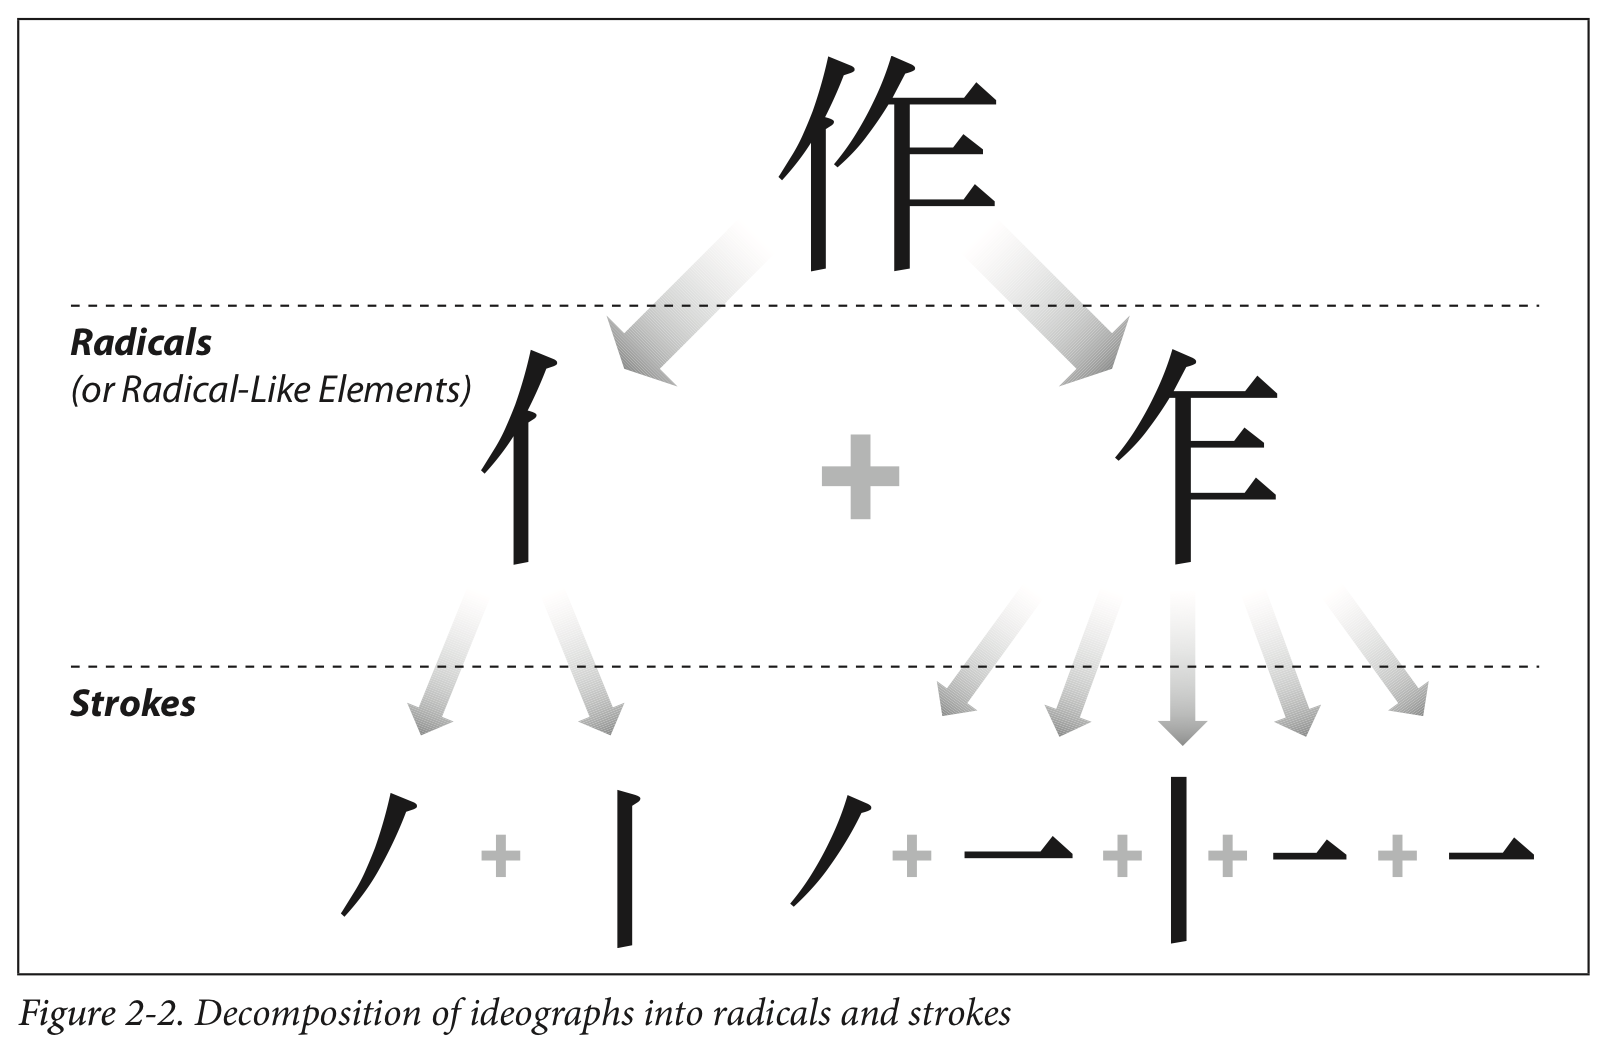 作
Radicals
(or Radical-Like Elements)
亻 + 乍
Strokes
丿 + 丨 丿 + 一 + 丨 + 一 + 一
Figure 2-2. Decomposition of ideographs into radicals and strokes